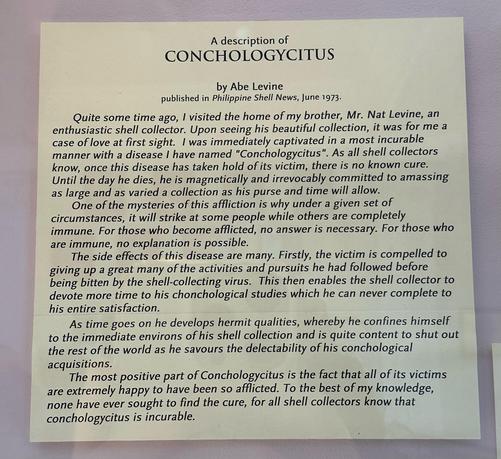 A description of
CONCHOLOGYCITUS
by Abe Levine
published in Philippine Shell News, June 1973.
Quite some time ago, I visited the home of my brother, Mr. Nat Levine, an
enthusiastic shell collector. Upon seeing his beautiful collection, it was for me a
case of love at first sight. I was immediately captivated in a most incurable
manner with a disease I have named "Conchologycitus". As all shell collectors
know, once this disease has taken hold of its victim, there is no known cure.
Until the day he dies, he is magnetically and irrevocably committed to amassing
as large and as varied a collection as his purse and time will allow.
One of the mysteries of this affliction is why under a given set of
circumstances, it will strike at some people while others are completely
immune. For those who become afflicted, no answer is necessary. For those who
are immune, no explanation is possible.
The side effects of this disease are many. Firstly, the victim is compelled to
giving up a great many of the activities and pursuits he had followed before
being bitten by the shell-collecting virus. This then enables the shell collector to
devote more time to his chonchological studies which he can never complete to
his entire satisfaction.
As time goes on he develops hermit qualities, whereby he confines himself
to the immediate environs of his shell collection and is quite content to shut out
the rest of the world as he savours the delectability of his conchological
acquisitions.
The most positive part of Conchologycitus is the fact that all of its victims
are extremely happy to have been so afflicted. To the best of my knowledge,
none have ever sought to find the cure, for all shell collectors know that
conchologycitus is incurable.